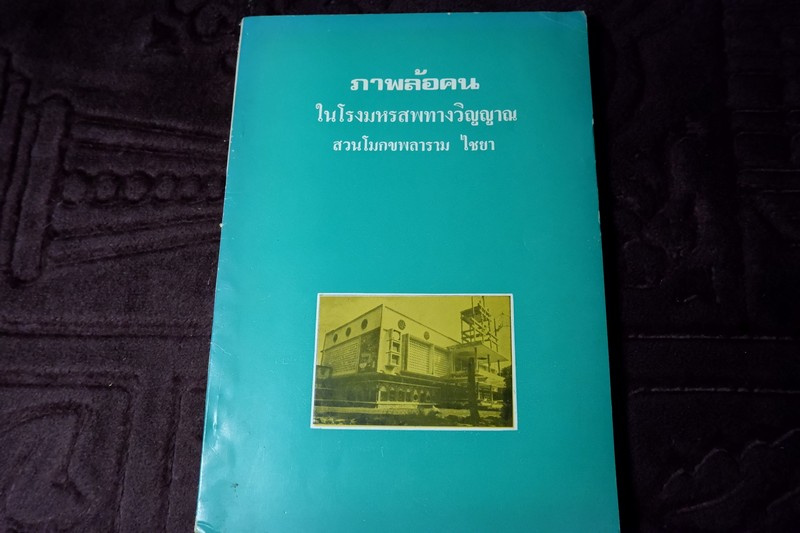 ภาพล้อคน
ในโรงมหรสพทางวิญญาณ
สวนโมกขพลาราม ไชยา